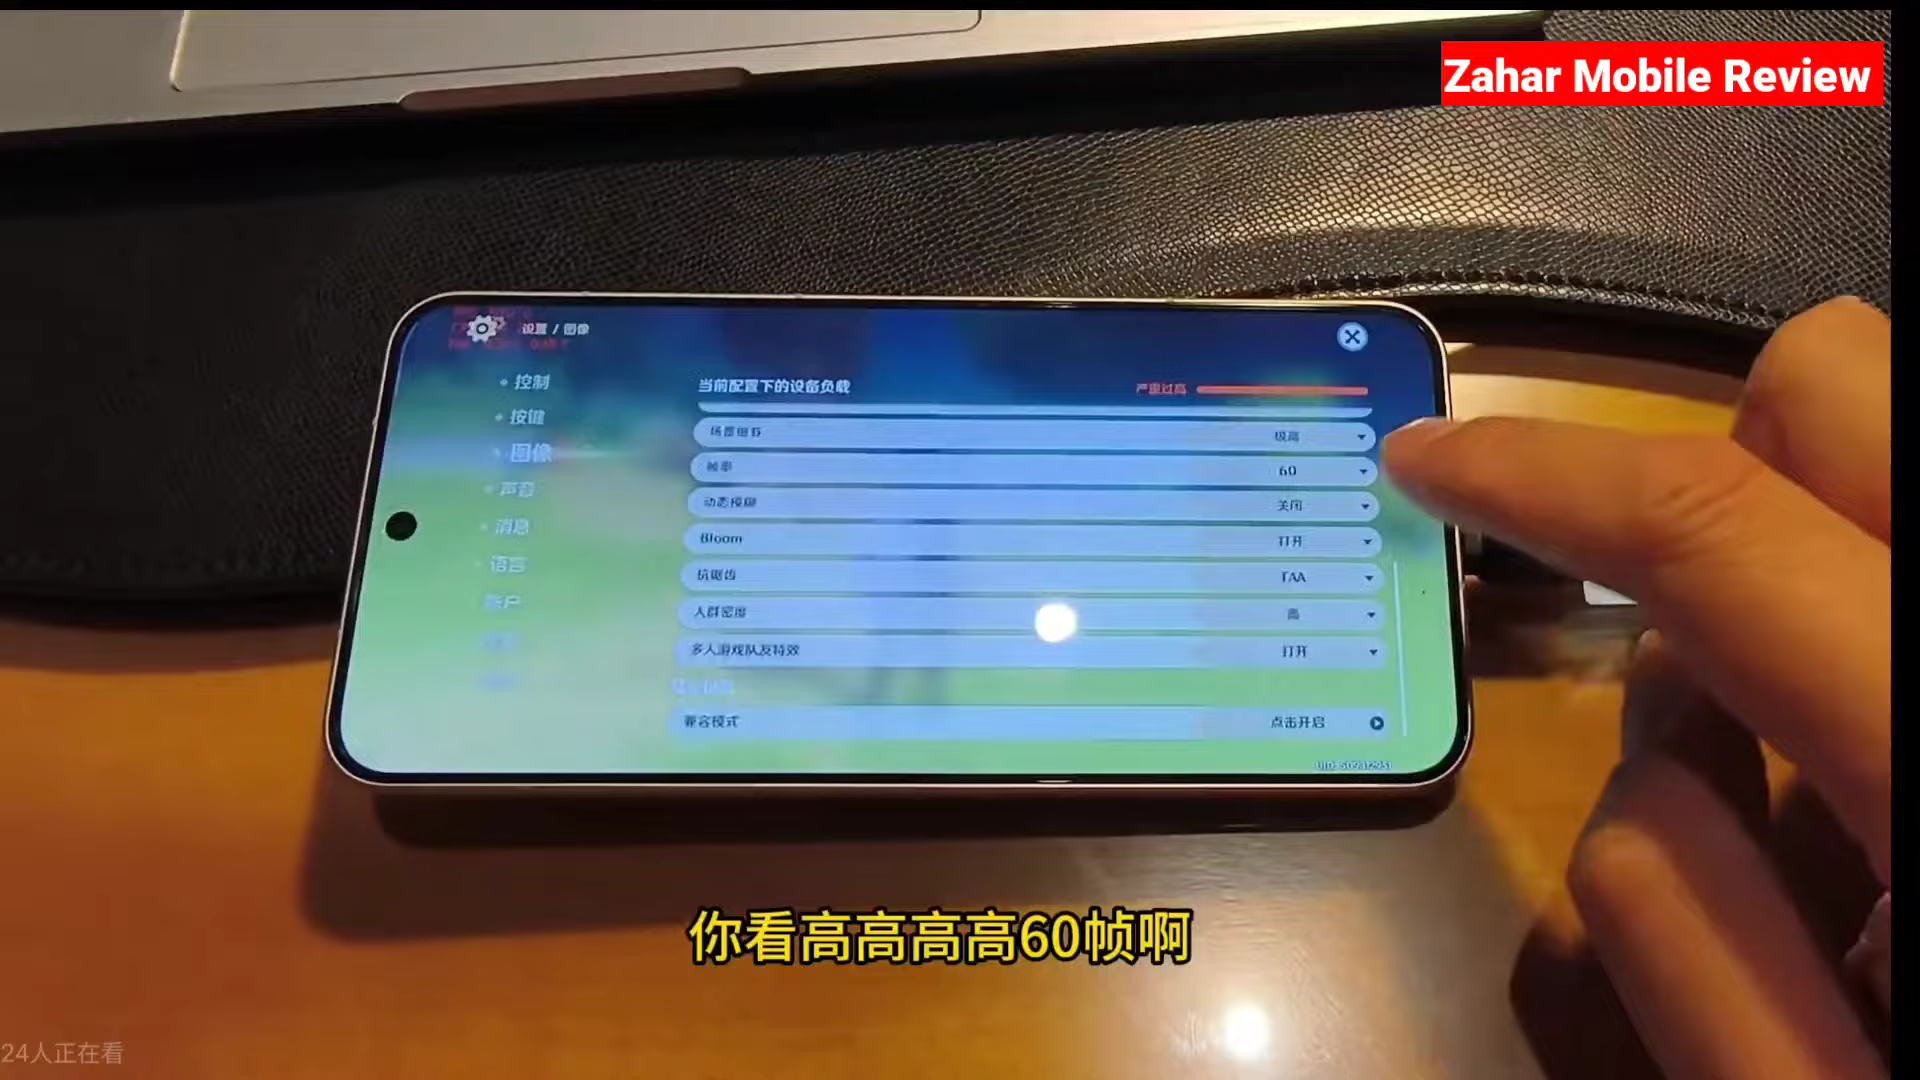 Zahar Mobile Review
设置 / 图像
控制
按键
图像
声音
消息
语言
账户
当前配置下的设备负载
严重过高
场景细节
极高
帧率
60
动态模糊
关闭
Bloom
打开
抗锯齿
TAA
人群密度
高
多人游戏队友特效
打开
兼容模式
点击开启
你看高高高高60帧啊
24人正在看